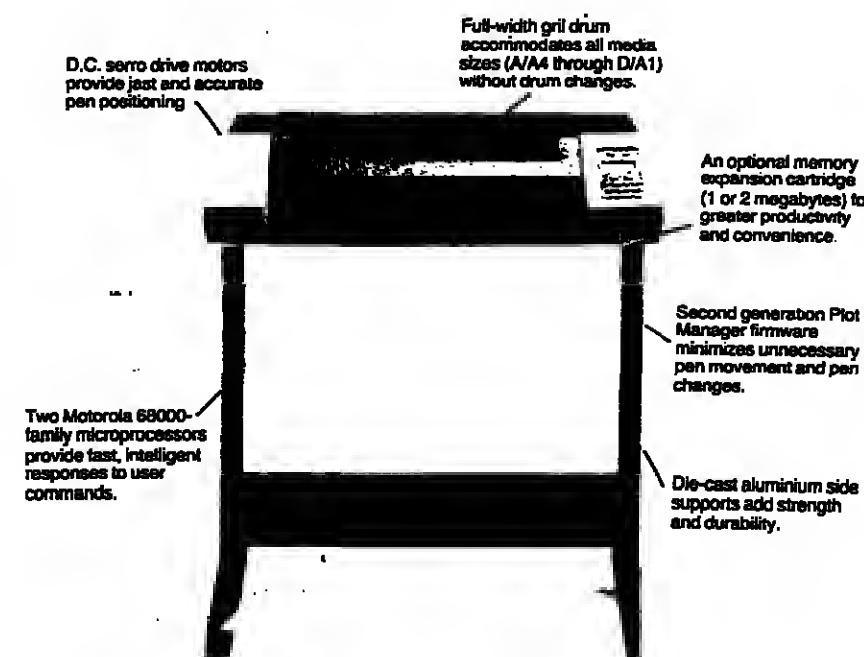 Full-width gril drum
accommodates all media
sizes (A/A4 through D/A1)
without drum changes.
D.C. serro drive motors
provide jast and accurate
pen positioning
An optional memory
expansion cartridge
(1 or 2 megabytes) fo
greater productivity
and convenience.
Second generation Plot
Manager firmware
minimizes unnecessary
pen movement and pen
changes.
Two Motorola 68000-
family microprocessors
provide fast, intelligent
responses to user
commands.
Die-cast aluminium side
supports add strength
and durability.